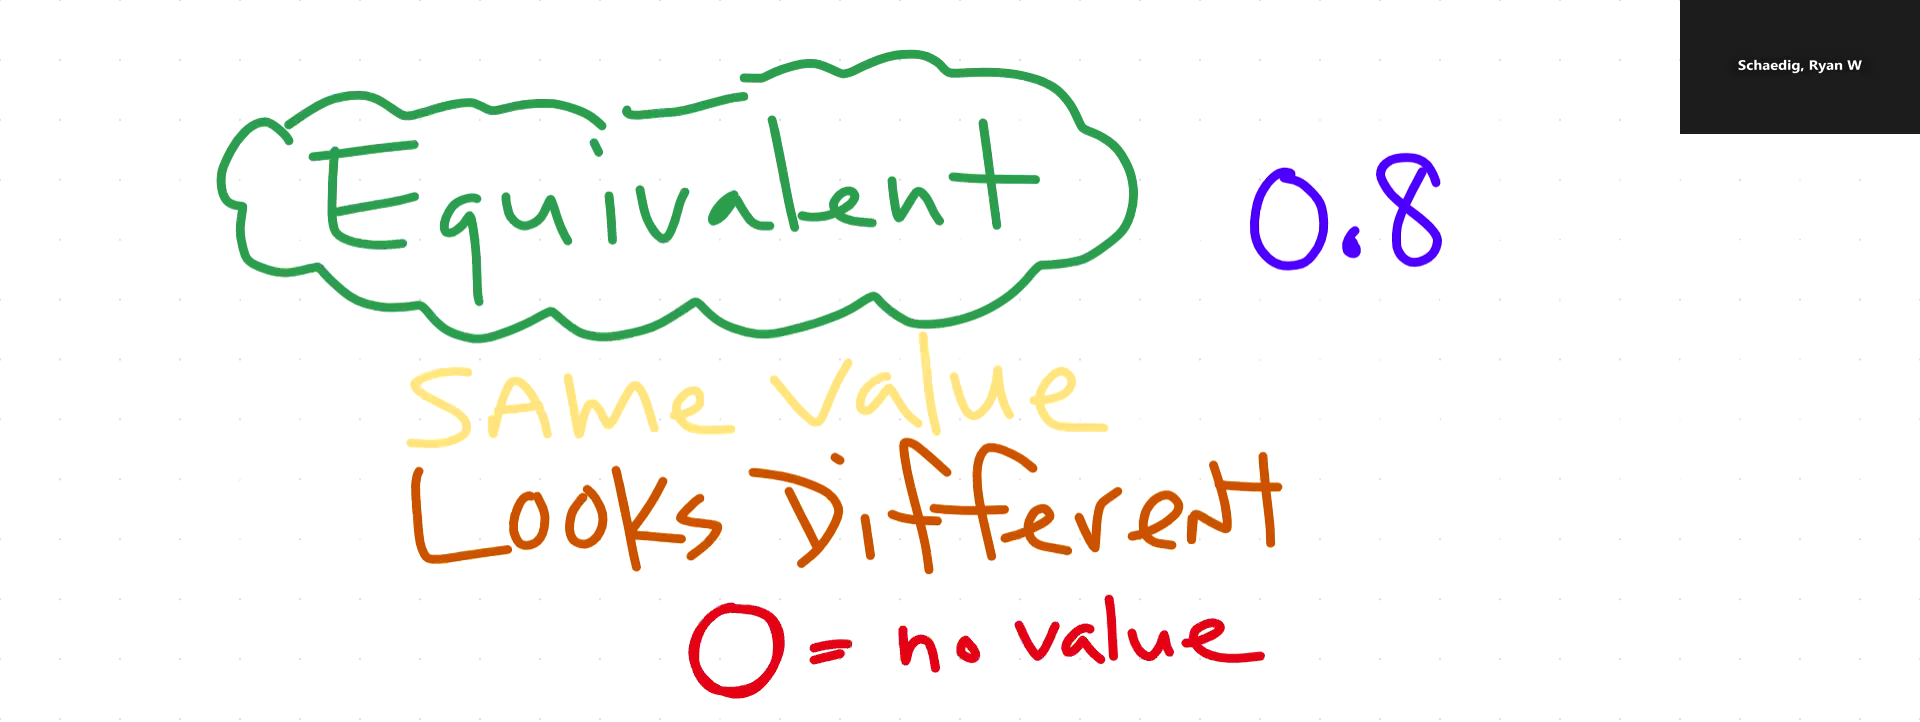 Schaedig, Ryan W
Equivalent
0.8
SAme value
Looks Different
0 = no value